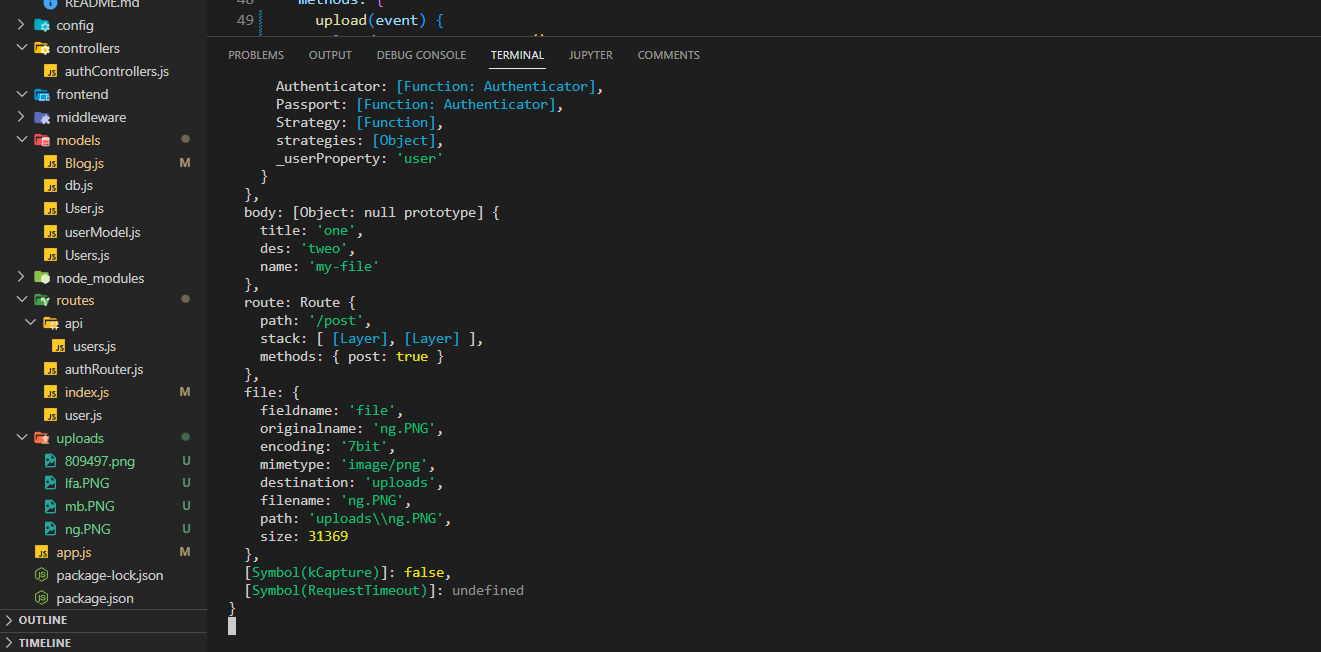 README.md
config
controllers
authControllers.js
frontend
middleware
models
Blog.js M
db.js
User.js
userModel.js
Users.js
node_modules
routes
api
users.js
authRouter.js
index.js M
user.js
uploads
809497.png U
lfa.PNG U
mb.PNG U
ng.PNG U
app.js M
package-lock.json
package.json
OUTLINE
TIMELINE
48 methods: {
49 upload(event) {
PROBLEMS OUTPUT DEBUG CONSOLE TERMINAL JUPYTER COMMENTS
Authenticator: [Function: Authenticator],
Passport: [Function: Authenticator],
Strategy: [Function],
strategies: [Object],
_userProperty: 'user'
}
},
body: [Object: null prototype] {
title: 'one',
des: 'tweo',
name: 'my-file'
},
route: Route {
path: '/post',
stack: [ [Layer], [Layer] ],
methods: { post: true }
},
file: {
fieldname: 'file',
originalname: 'ng.PNG',
encoding: '7bit',
mimetype: 'image/png',
destination: 'uploads',
filename: 'ng.PNG',
path: 'uploads\\ng.PNG',
size: 31369
},
[Symbol(kCapture)]: false,
[Symbol(RequestTimeout)]: undefined
}